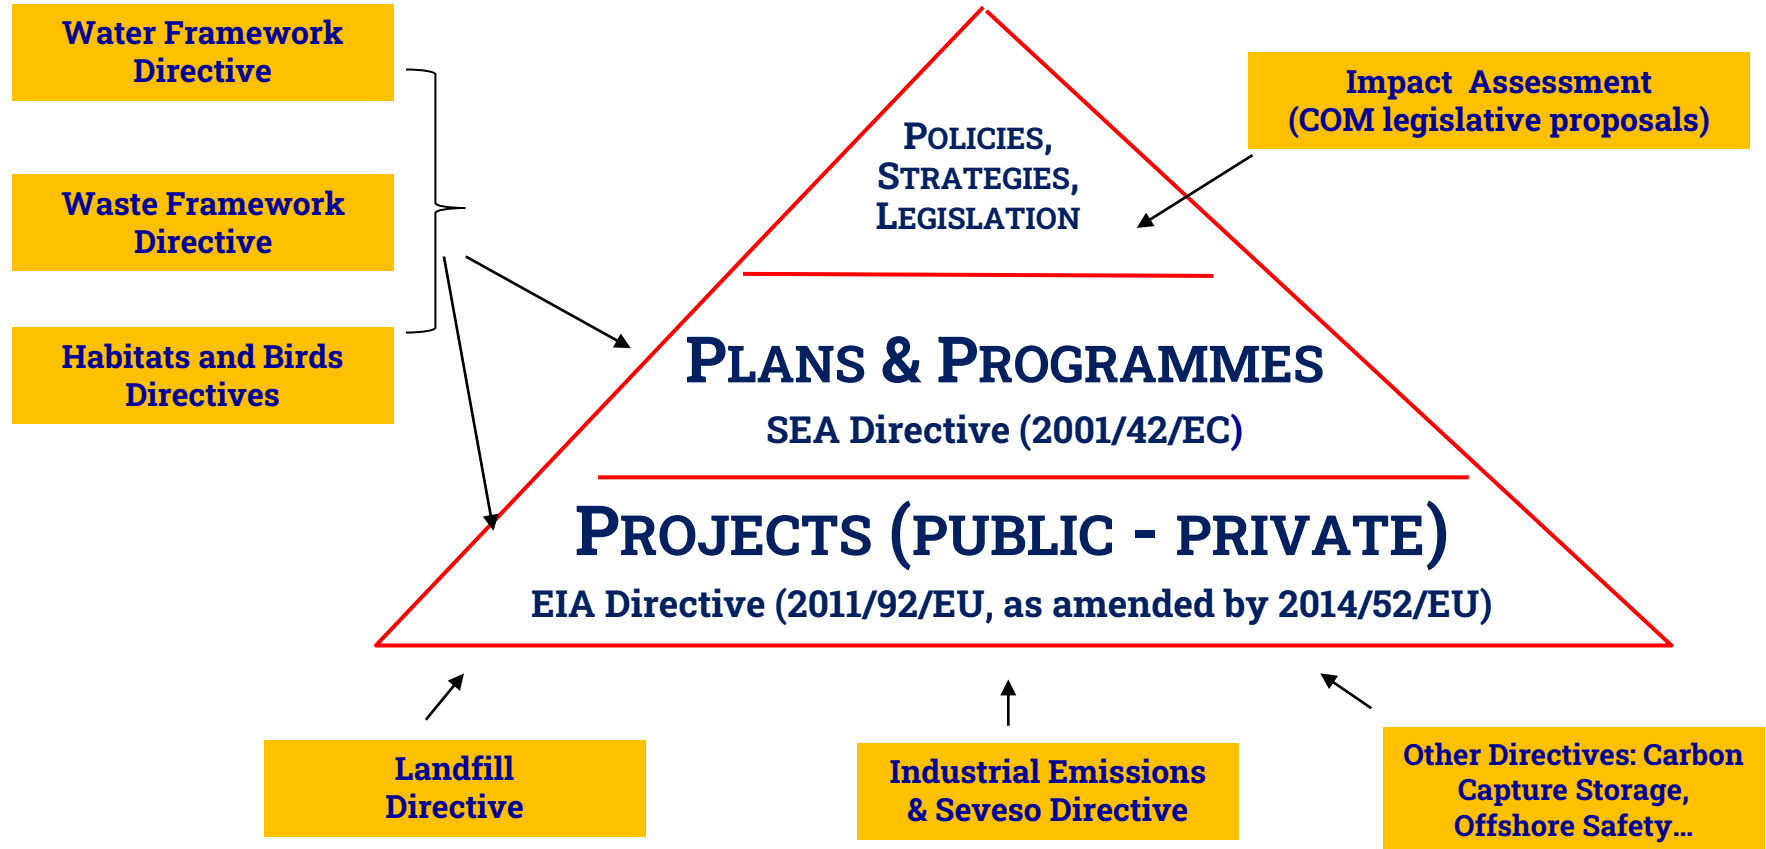 Water Framework
Directive
Waste Framework
Directive
Habitats and Birds
Directives
POLICIES,
STRATEGIES,
LEGISLATION
Impact Assessment
(COM legislative proposals)
PLANS & PROGRAMMES
SEA Directive (2001/42/EC)
PROJECTS (PUBLIC - PRIVATE)
EIA Directive (2011/92/EU, as amended by 2014/52/EU)
Landfill
Directive
Industrial Emissions
& Seveso Directive
Other Directives: Carbon
Capture Storage,
Offshore Safety…